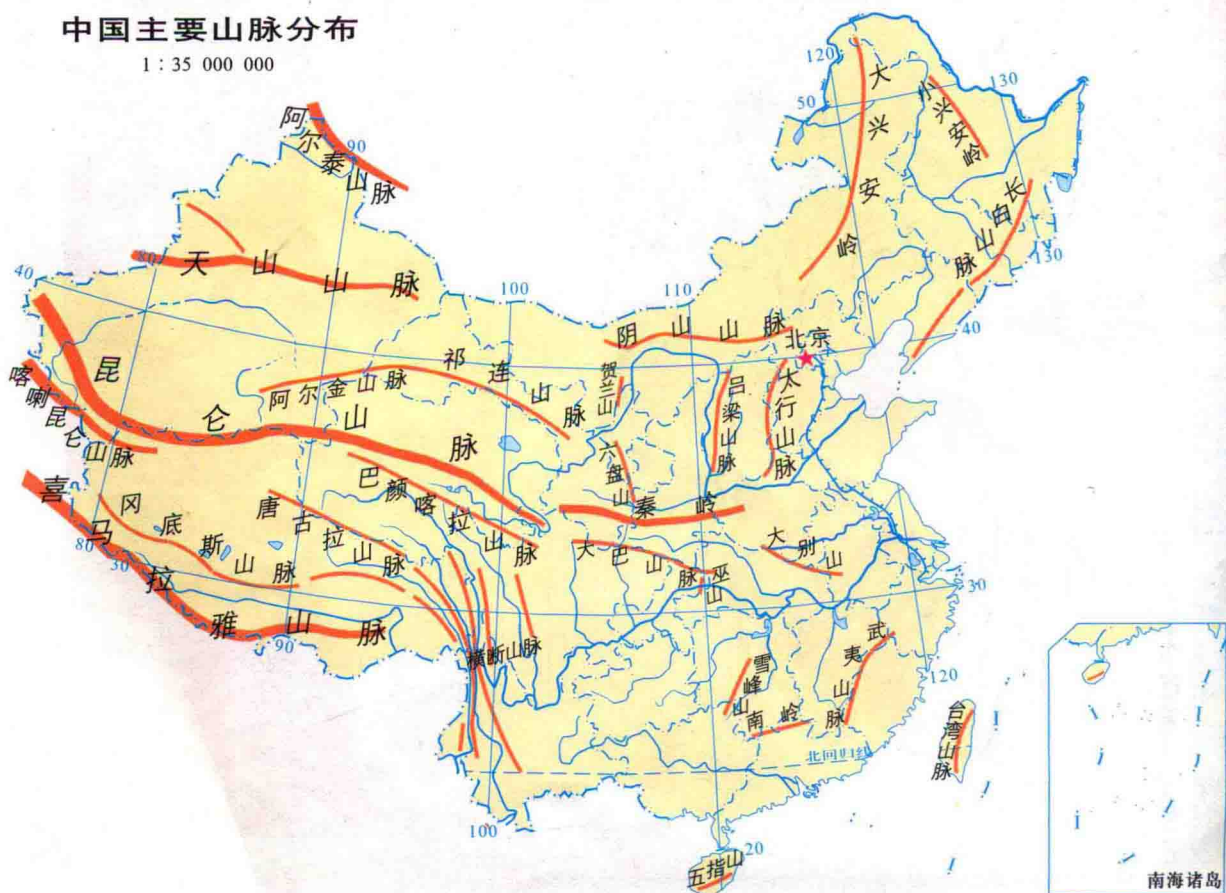 中国主要山脉分布
1:35 000 000
阿尔泰山脉
天山山脉
昆仑山脉
喀喇昆仑山脉
阿尔金山脉
祁连山脉
喜马拉雅山脉
冈底斯山脉
唐古拉山脉
巴颜喀拉山脉
横断山脉
大兴安岭
小兴安岭
长白山脉
阴山山脉
北京
贺兰山
六盘山
吕梁山脉
太行山脉
秦岭
大巴山脉
巫山
大别山
雪峰山
南岭
武夷山脉
台湾山脉
五指山
北回归线
南海诸岛
40
80
90
100
110
120
50
130
130
40
80
30
90
100
30
120
20